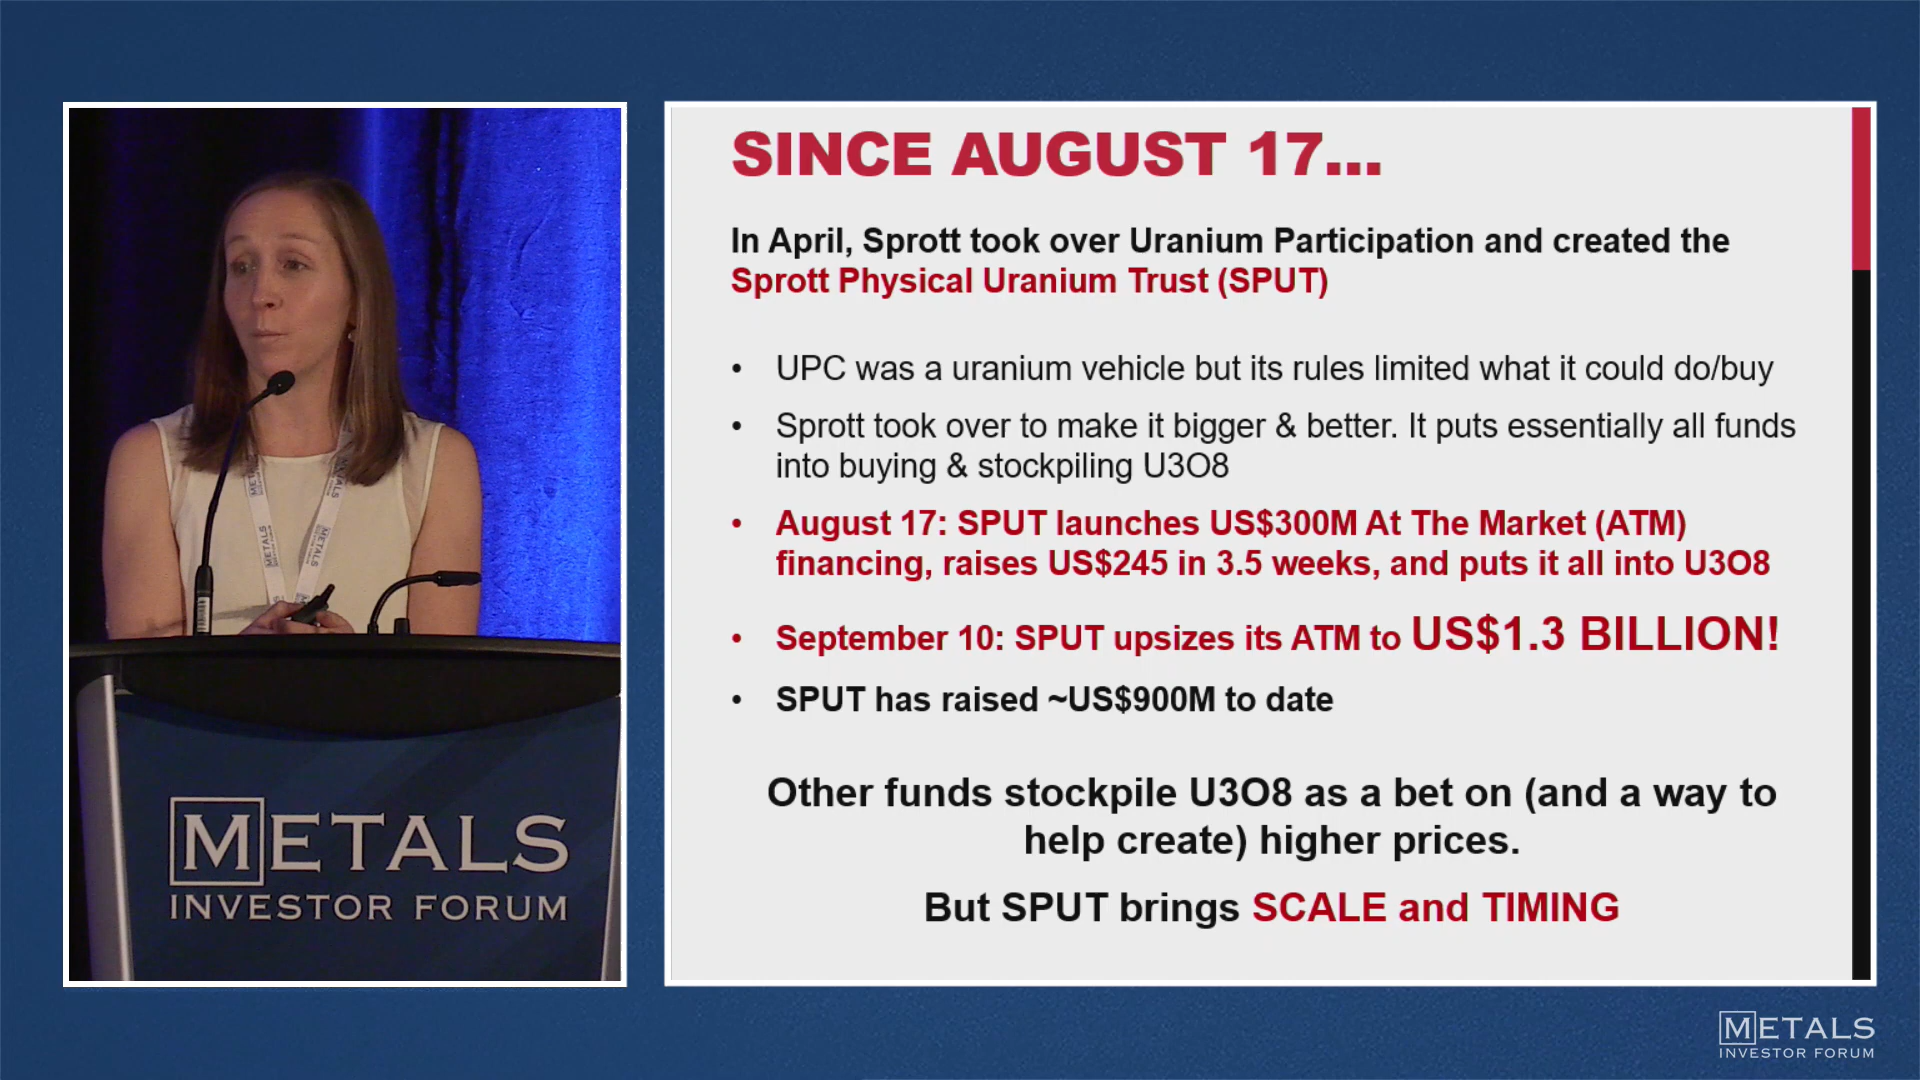 SINCE AUGUST 17...
In April, Sprott took over Uranium Participation and created the
Sprott Physical Uranium Trust (SPUT)
• UPC was a uranium vehicle but its rules limited what it could do/buy
• Sprott took over to make it bigger & better. It puts essentially all funds
into buying & stockpiling U3O8
• August 17: SPUT launches US$300M At The Market (ATM)
financing, raises US$245 in 3.5 weeks, and puts it all into U3O8
• September 10: SPUT upsizes its ATM to US$1.3 BILLION!
• SPUT has raised ~US$900M to date
Other funds stockpile U3O8 as a bet on (and a way to
help create) higher prices.
But SPUT brings SCALE and TIMING
METALS
METALS
METALS
INVESTOR FORUM
METALS
INVESTOR FORUM